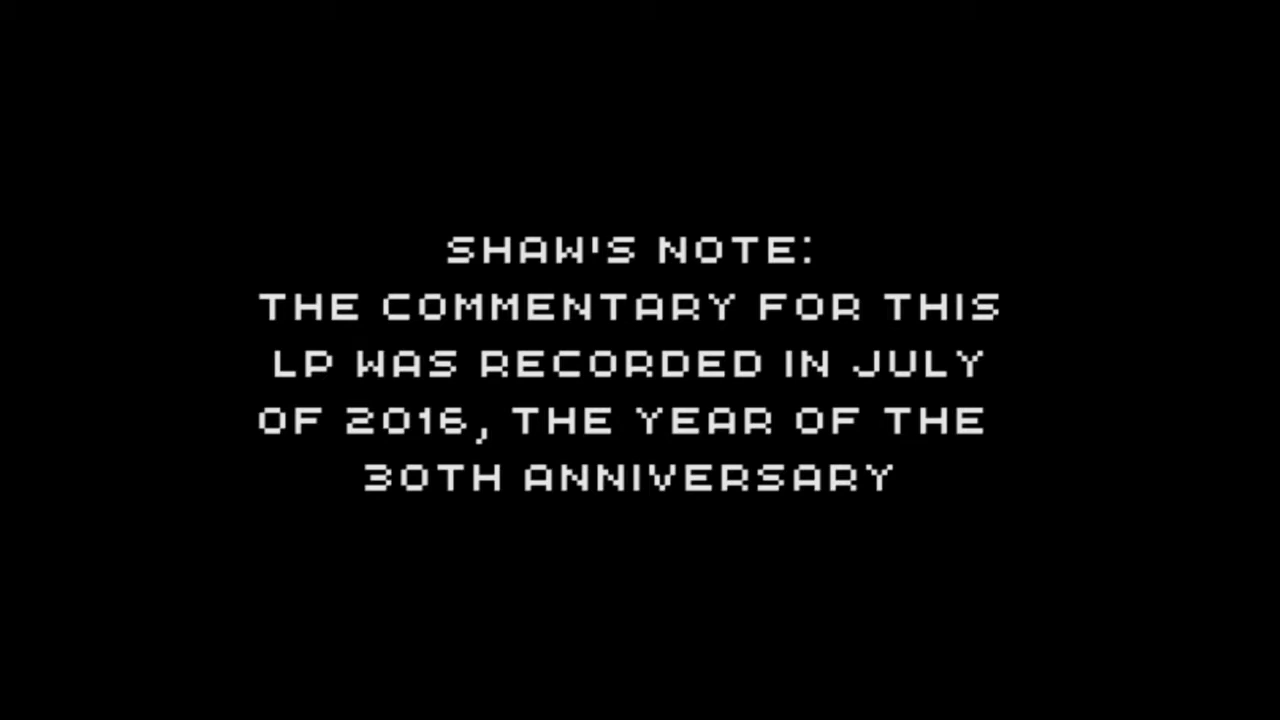 SHAW'S NOTE:
THE COMMENTARY FOR THIS
LP WAS RECORDED IN JULY
OF 2016, THE YEAR OF THE
30TH ANNIVERSARY